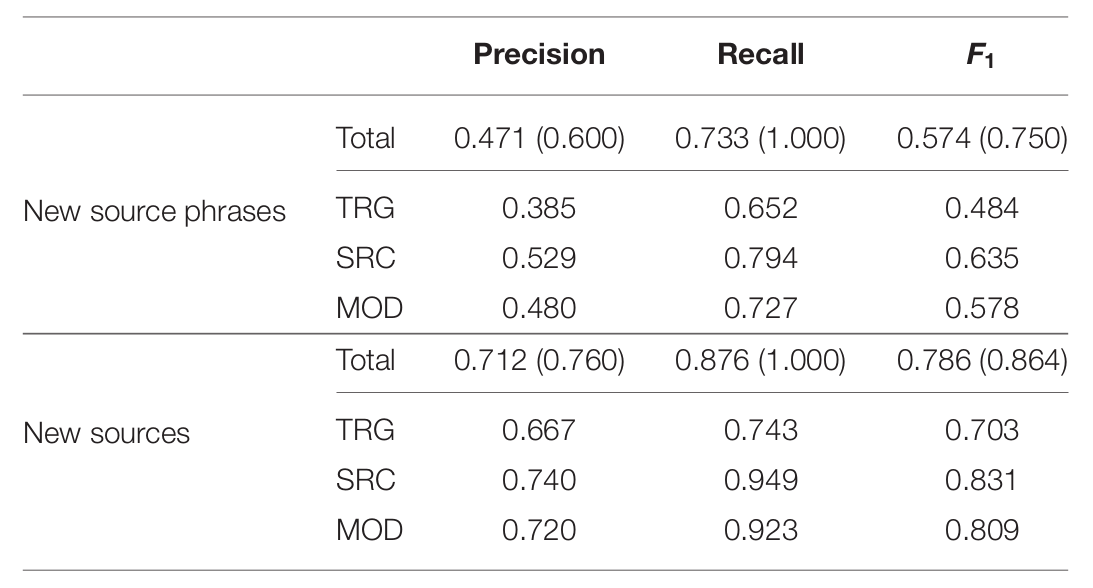 Precision Recall F1
Total 0.471 (0.600) 0.733 (1.000) 0.574 (0.750)
New source phrases TRG 0.385 0.652 0.484
SRC 0.529 0.794 0.635
MOD 0.480 0.727 0.578
Total 0.712 (0.760) 0.876 (1.000) 0.786 (0.864)
New sources TRG 0.667 0.743 0.703
SRC 0.740 0.949 0.831
MOD 0.720 0.923 0.809